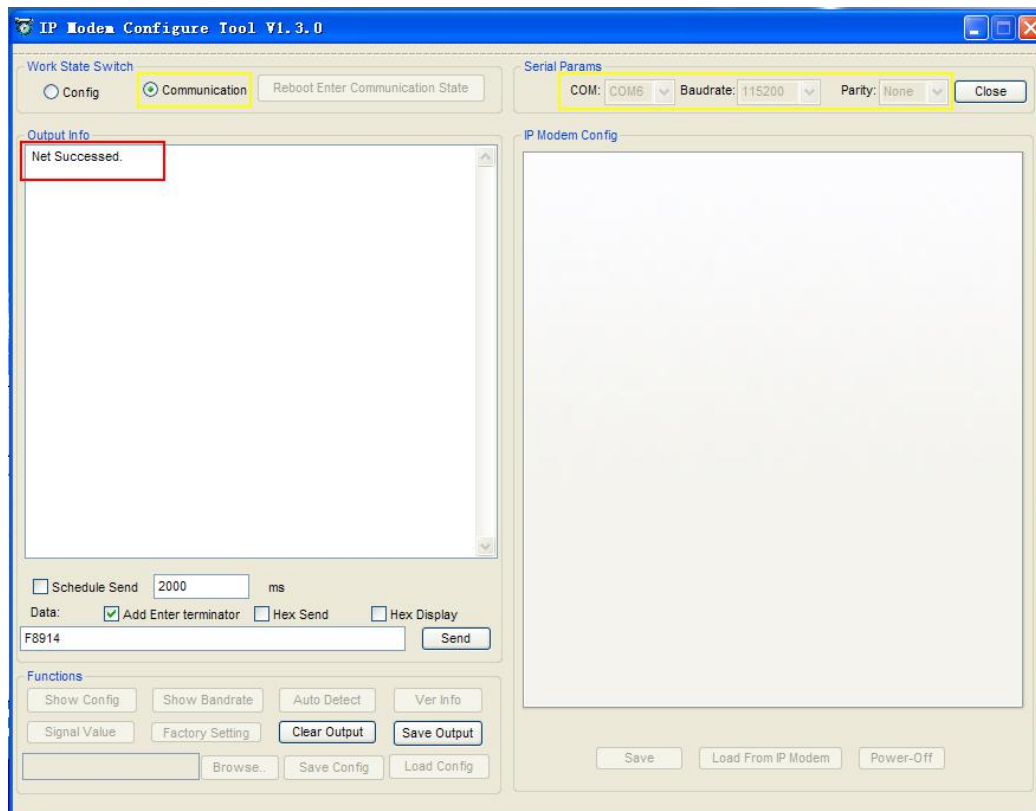 IP Modem Configure Tool V1.3.0
Work State Switch
Config
Communication
Reboot Enter Communication State
Serial Params
COM: COM6 Baudrate: 115200 Parity: None Close
Output Info
Net Successed.
IP Modem Config
Schedule Send 2000 ms
Data: Add Enter terminator Hex Send Hex Display
F8914 Send
Functions
Show Config Show Bandrate Auto Detect Ver Info
Signal Value Factory Setting Clear Output Save Output
Browse.. Save Config Load Config
Save Load From IP Modem Power-Off